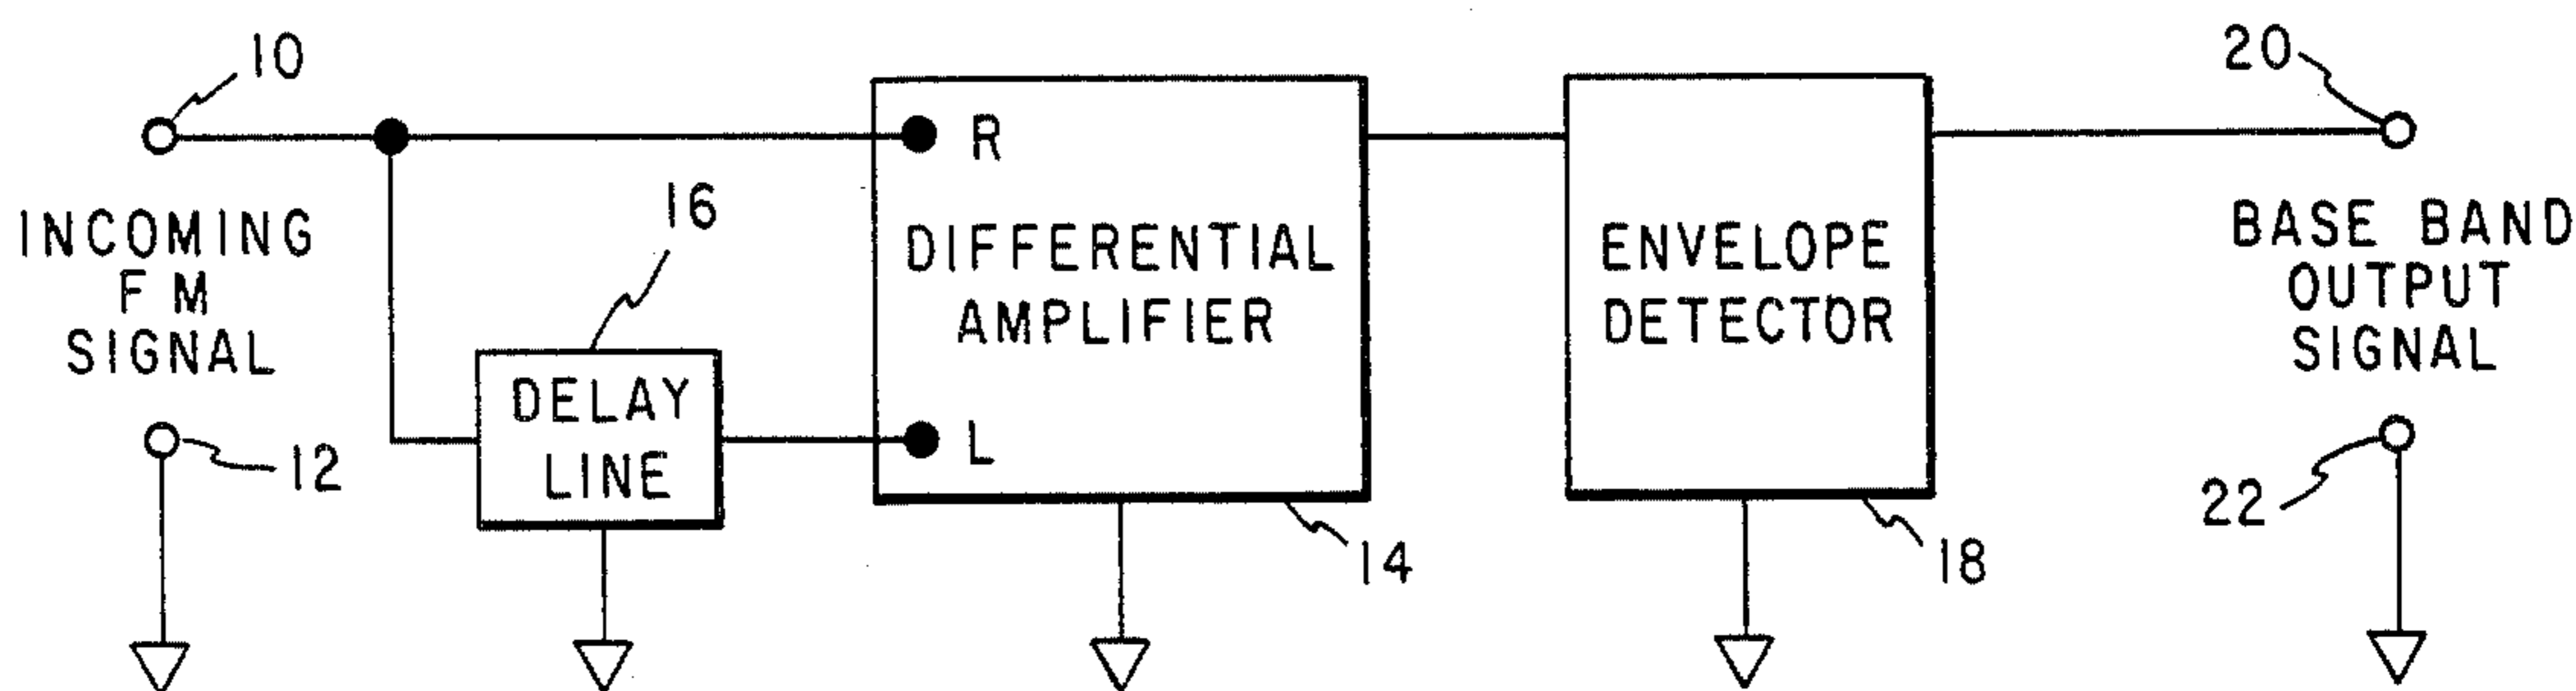 10
INCOMING
FM
SIGNAL
12
16
DELAY
LINE
R
DIFFERENTIAL
AMPLIFIER
L
14
ENVELOPE
DETECTOR
18
20
BASE BAND
OUTPUT
SIGNAL
22